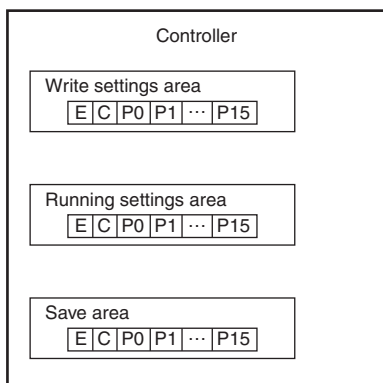 Controller
Write settings area
E C P0 P1 ··· P15
Running settings area
E C P0 P1 ··· P15
Save area
E C P0 P1 ··· P15